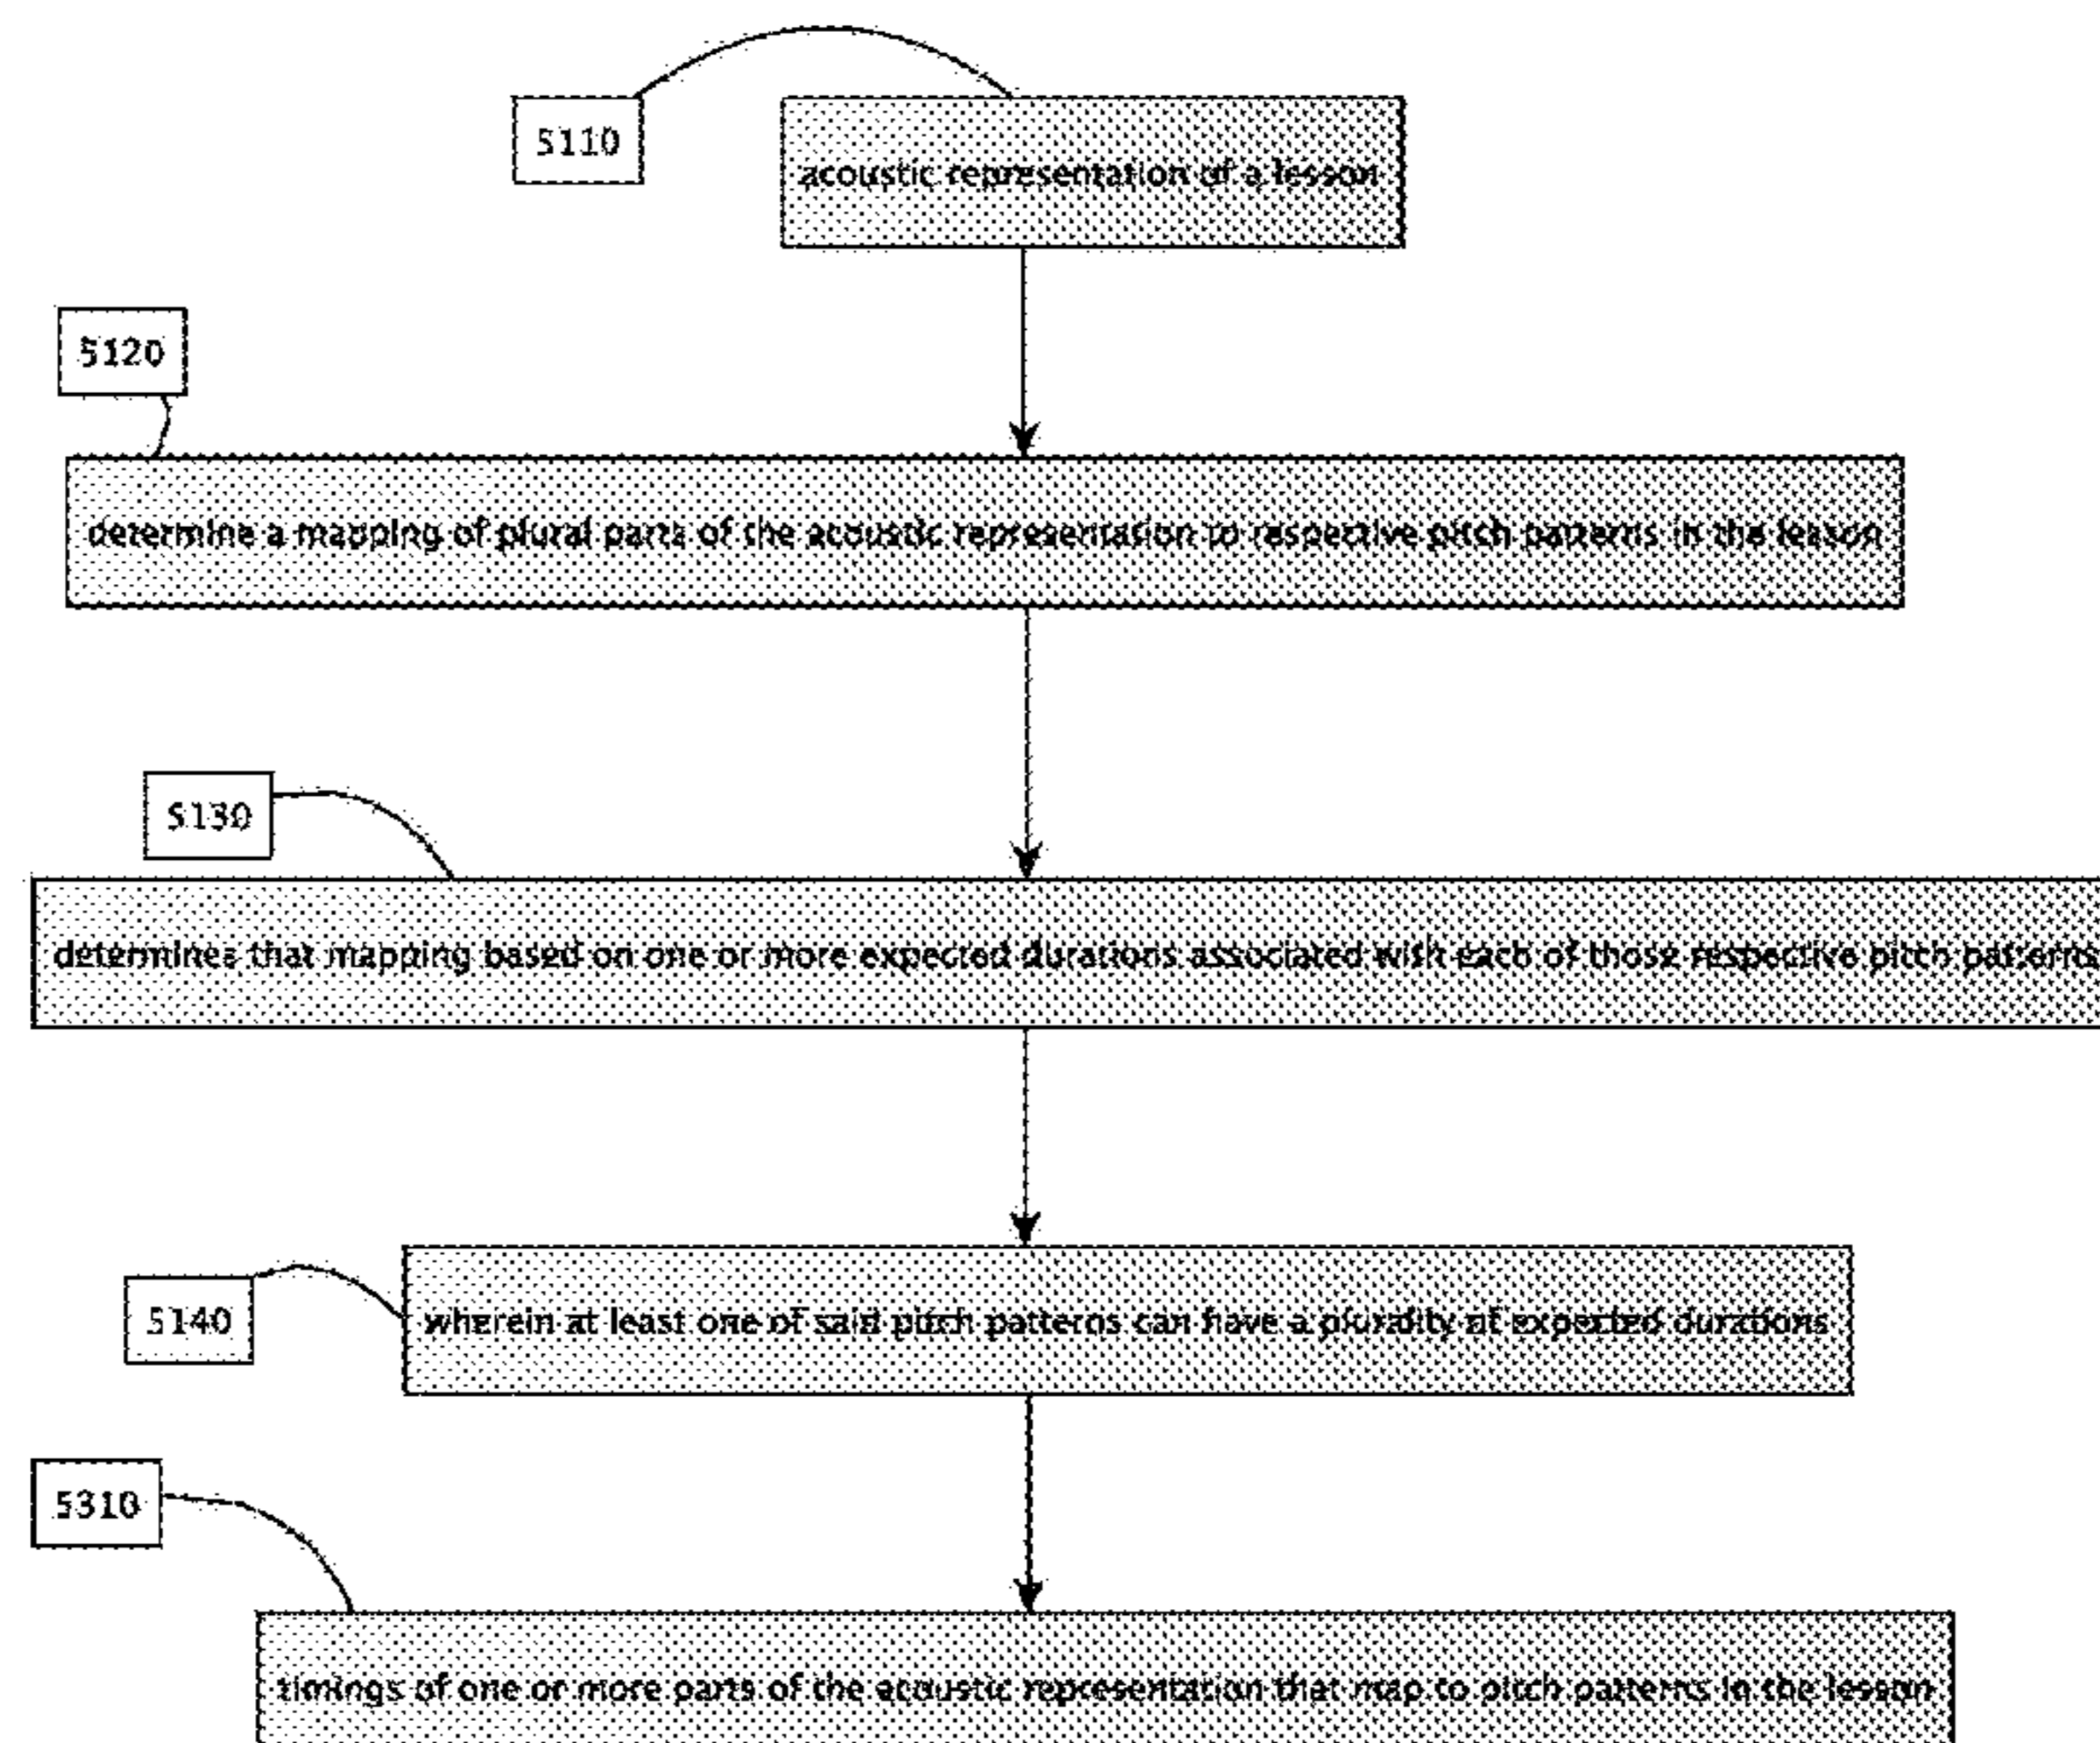 5110
acoustic representation of a lesson
5120
determine a mapping of plural parts of the acoustic representation to respective pitch patterns in the lesson
5130
determines that mapping based on one or more expected durations associated with each of those respective pitch patterns
5140
wherein at least one of said pitch patterns can have a plurality of expected durations
5310
timings of one or more parts of the acoustic representation that map to pitch patterns in the lesson